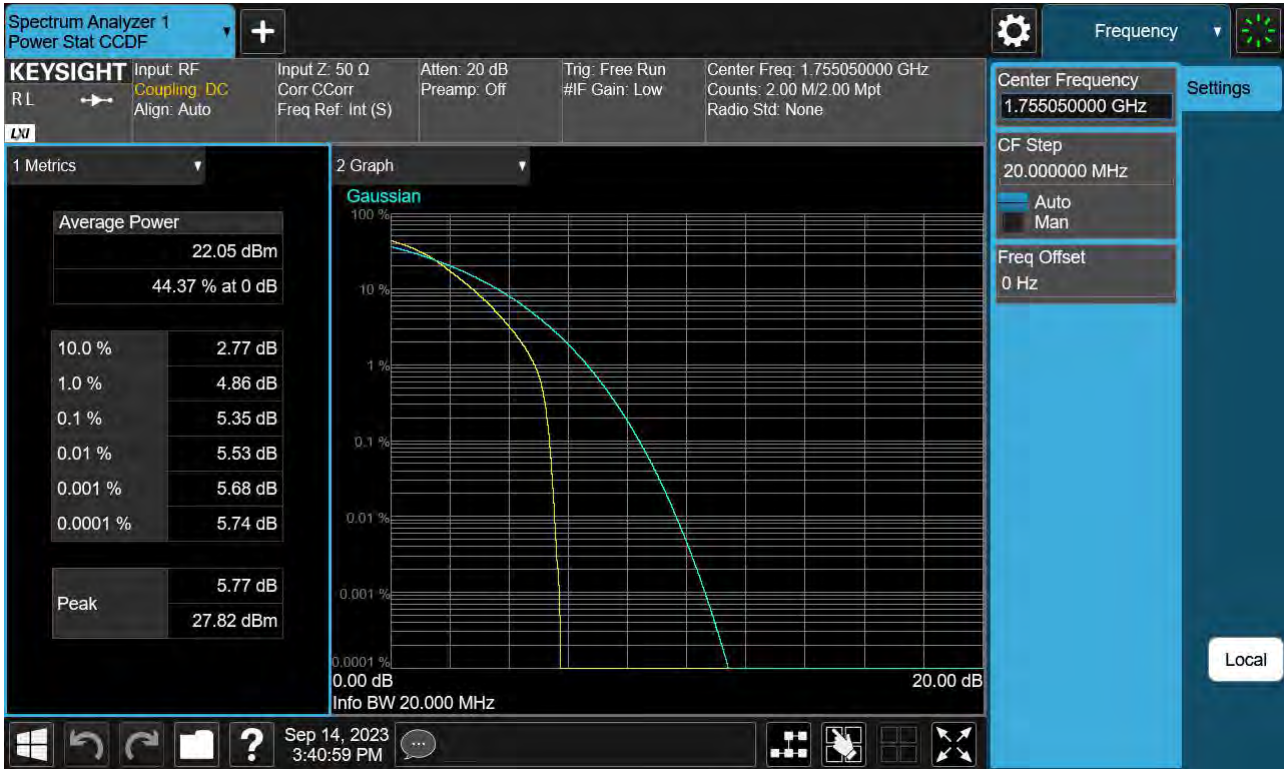 Spectrum Analyzer 1
Power Stat CCDF
Frequency
KEYSIGHT
R L
LXI
Input: RF
Coupling: DC
Align: Auto
Input Z: 50 Ω
Corr CCorr
Freq Ref: Int (S)
Atten: 20 dB
Preamp: Off
Trig: Free Run
#IF Gain: Low
Center Freq: 1.755050000 GHz
Counts: 2.00 M/2.00 Mpt
Radio Std: None
Center Frequency
1.755050000 GHz
Settings
CF Step
20.000000 MHz
Auto
Man
Freq Offset
0 Hz
1 Metrics
Average Power
22.05 dBm
44.37 % at 0 dB
10.0 % 2.77 dB
1.0 % 4.86 dB
0.1 % 5.35 dB
0.01 % 5.53 dB
0.001 % 5.68 dB
0.0001 % 5.74 dB
Peak
5.77 dB
27.82 dBm
2 Graph
Gaussian
100 %
10 %
1 %
0.1 %
0.01 %
0.001 %
0.0001 %
0.00 dB 20.00 dB
Info BW 20.000 MHz
Local
?
Sep 14, 2023
3:40:59 PM